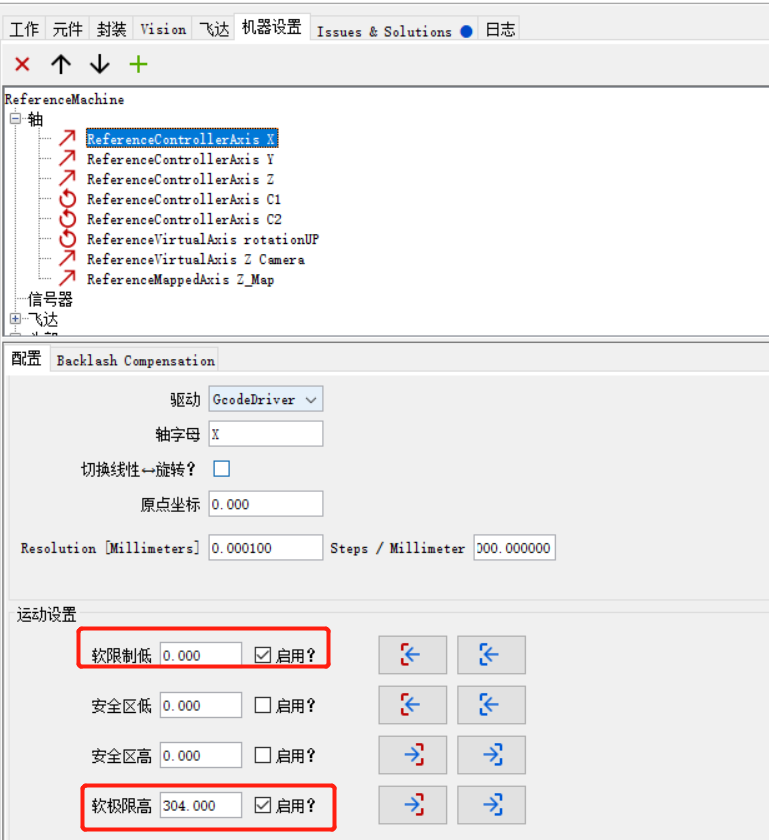 工作 元件 封装 Vision 飞达 机器设置 Issues & Solutions 日志
ReferenceMachine
轴
ReferenceControllerAxis X
ReferenceControllerAxis Y
ReferenceControllerAxis Z
ReferenceControllerAxis C1
ReferenceControllerAxis C2
ReferenceVirtualAxis rotationUP
ReferenceVirtualAxis Z Camera
ReferenceMappedAxis Z_Map
信号器
飞达
配置 Backlash Compensation
驱动 GcodeDriver
轴字母 X
切换线性↔旋转?
原点坐标 0.000
Resolution [Millimeters] 0.000100 Steps / Millimeter 000.000000
运动设置
软限制低 0.000 启用?
安全区低 0.000 启用?
安全区高 0.000 启用?
软极限高 304.000 启用?